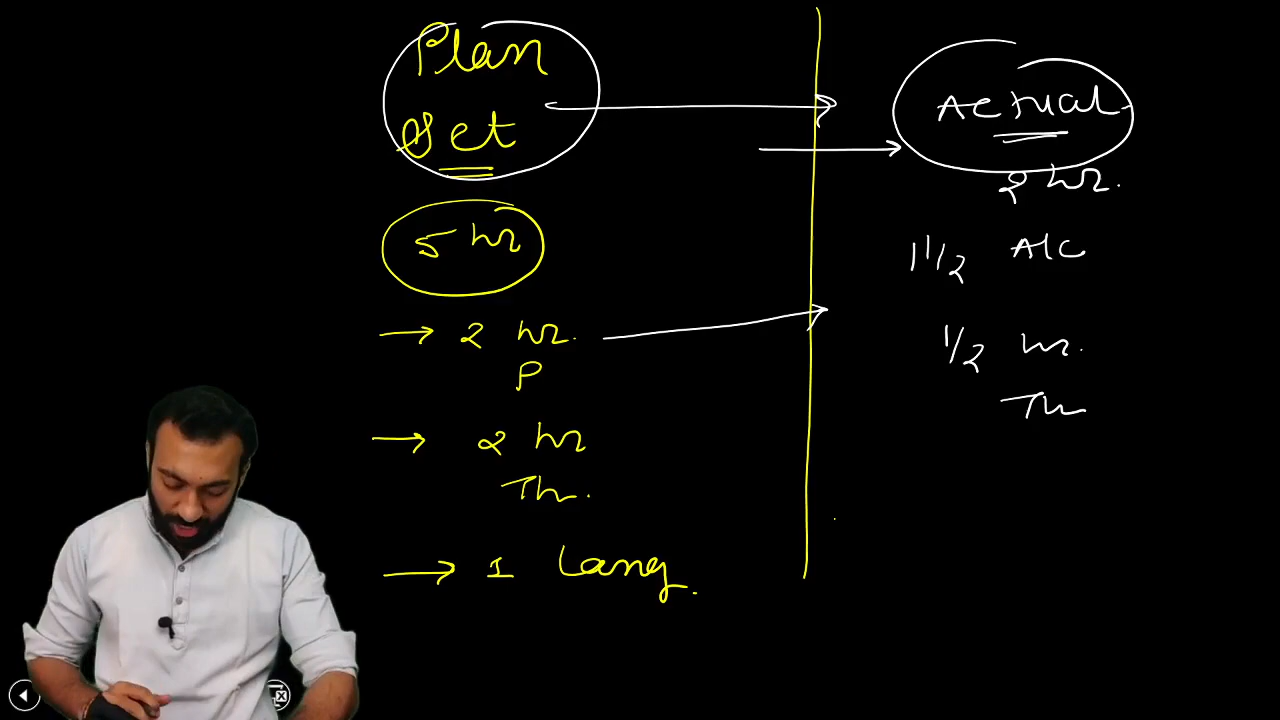 Plan
Set
5 hr
→ 2 hr.
P
→ 2 hr
Th.
→ 1 Lang.
Actual
2 hr.
1 1/2 A/C
1/2 hr.
Th